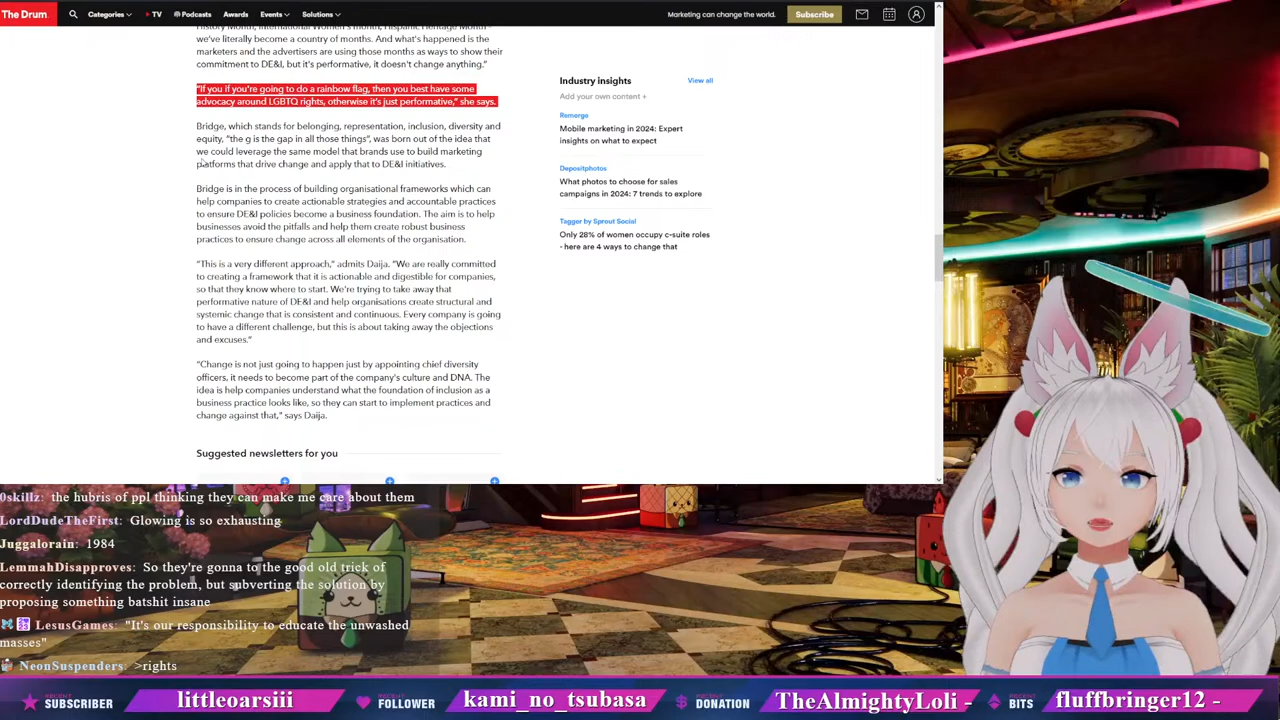 The Drum.
Categories
TV
Podcasts
Awards
Events
Solutions
Marketing can change the world.
Subscribe
History Month, International Women's month, Hispanic Heritage Month –
we've literally become a country of months. And what's happened is the
marketers and the advertisers are using those months as ways to show their
commitment to DE&I, but it's performative, it doesn't change anything."
"If you if you're going to do a rainbow flag, then you best have some
advocacy around LGBTQ rights, otherwise it's just performative," she says.
Bridge, which stands for belonging, representation, inclusion, diversity and
equity, "the g is the gap in all those things", was born out of the idea that
we could leverage the same model that brands use to build marketing
platforms that drive change and apply that to DE&I initiatives.
Bridge is in the process of building organisational frameworks which can
help companies to create actionable strategies and accountable practices
to ensure DE&I policies become a business foundation. The aim is to help
businesses avoid the pitfalls and help them create robust business
practices to ensure change across all elements of the organisation.
"This is a very different approach," admits Daija. "We are really committed
to creating a framework that it is actionable and digestible for companies,
so that they know where to start. We're trying to take away that
performative nature of DE&I and help organisations create structural and
systemic change that is consistent and continuous. Every company is going
to have a different challenge, but this is about taking away the objections
and excuses."
"Change is not just going to happen just by appointing chief diversity
officers, it needs to become part of the company's culture and DNA. The
idea is help companies understand what the foundation of inclusion as a
business practice looks like, so they can start to implement practices and
change against that," says Daija.
Suggested newsletters for you
Industry insights
View all
Add your own content +
Remerge
Mobile marketing in 2024: Expert
insights on what to expect
Depositphotos
What photos to choose for sales
campaigns in 2024: 7 trends to explore
Tagger by Sprout Social
Only 28% of women occupy c-suite roles
- here are 4 ways to change that
0skillz: the hubris of ppl thinking they can make me care about them
LordDudeTheFirst: Glowing is so exhausting
Juggalorain: 1984
LemmahDisapproves: So they're gonna to the good old trick of
correctly identifying the problem, but subverting the solution by
proposing something batshit insane
LesusGames: "It's our responsibility to educate the unwashed
masses"
NeonSuspenders: >rights
RECENT SUBSCRIBER
littleoarsiii
RECENT FOLLOWER
kami_no_tsubasa
RECENT DONATION
TheAlmightyLoli -
RECENT BITS
fluffbringer12 -